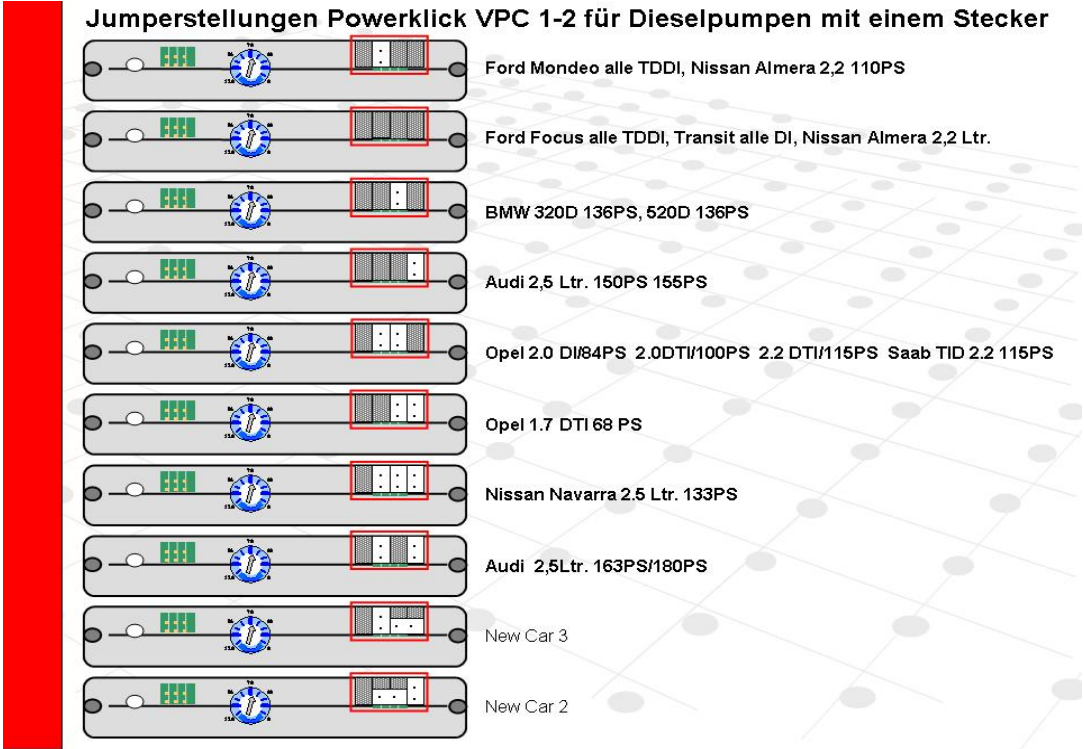 Jumperstellungen Powerklick VPC 1-2 für Dieselpumpen mit einem Stecker
Ford Mondeo alle TDDI, Nissan Almera 2,2 110PS
Ford Focus alle TDDI, Transit alle DI, Nissan Almera 2,2 Ltr.
BMW 320D 136PS, 520D 136PS
Audi 2,5 Ltr. 150PS 155PS
Opel 2.0 DI/84PS 2.0DTI/100PS 2.2 DTI/115PS Saab TID 2.2 115PS
Opel 1.7 DTI 68 PS
Nissan Navarra 2.5 Ltr. 133PS
Audi 2,5Ltr. 163PS/180PS
New Car 3
New Car 2